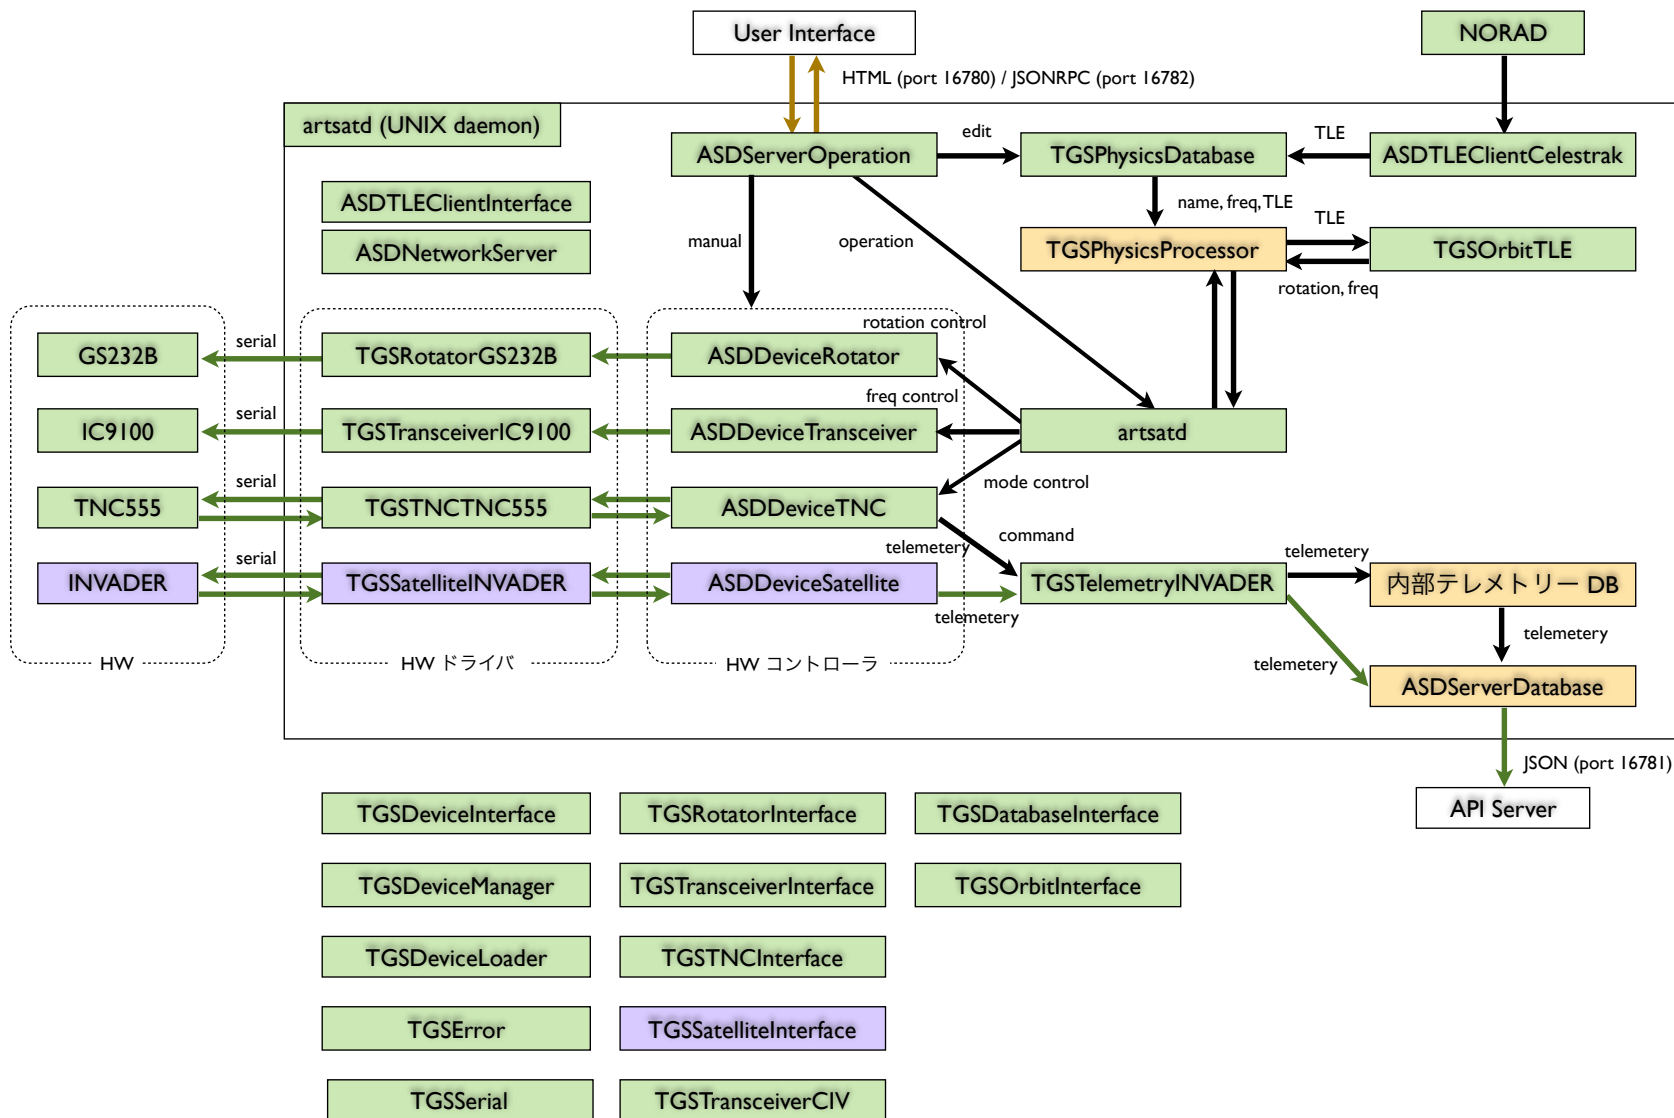 User Interface
NORAD
HTML (port 16780) / JSONRPC (port 16782)
artsatd (UNIX daemon)
ASDServerOperation
edit
TGSPhysicsDatabase
TLE
ASDTLEClientCelestrak
ASDTLEClientInterface
name, freq, TLE
ASDNetworkServer
manual
operation
TGSPhysicsProcessor
TLE
TGSOrbitTLE
rotation, freq
rotation control
GS232B
serial
TGSRotatorGS232B
ASDDeviceRotator
freq control
IC9100
serial
TGSTransceiverIC9100
ASDDeviceTransceiver
artsatd
mode control
TNC555
serial
TGSTNCTNC555
ASDDeviceTNC
command
telemetery
INVADER
serial
TGSSatelliteINVADER
ASDDeviceSatellite
telemetery
TGSTelemetryINVADER
telemetery
内部テレメトリー DB
telemetery
telemetery
HW
HW ドライバ
HW コントローラ
ASDServerDatabase
JSON (port 16781)
API Server
TGSDeviceInterface
TGSRotatorInterface
TGSDatabaseInterface
TGSDeviceManager
TGSTransceiverInterface
TGSOrbitInterface
TGSDeviceLoader
TGSTNCInterface
TGSError
TGSSatelliteInterface
TGSSerial
TGSTransceiverCIV